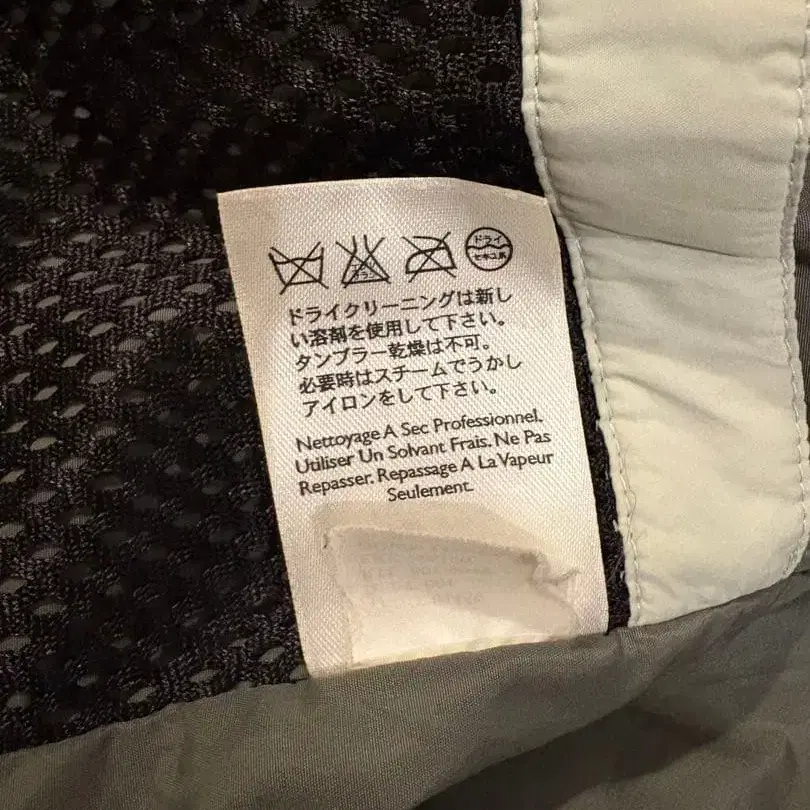 ドライ
セキユ系
ドライクリーニングは新し
い溶剤を使用して下さい。
タンブラー乾燥は不可。
必要時はスチームでうかし
アイロンをして下さい。
Nettoyage A Sec Professionnel.
Utiliser Un Solvant Frais. Ne Pas
Repasser. Repassage A La Vapeur
Seulement.